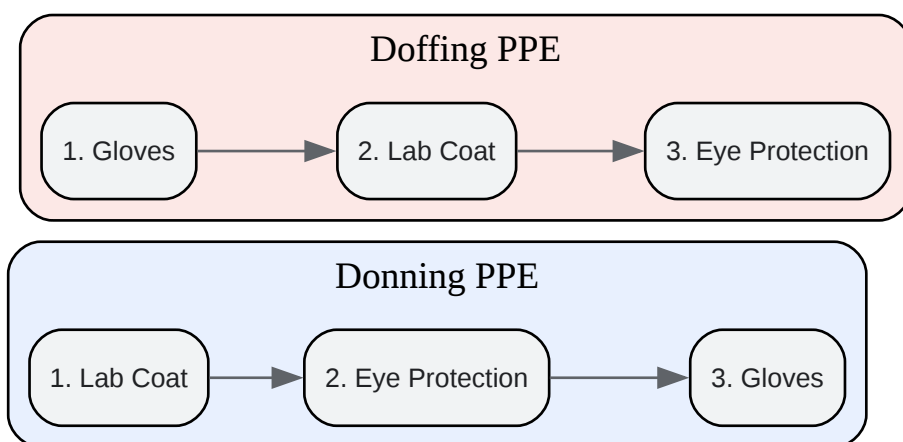 Doffing PPE
1. Gloves
2. Lab Coat
3. Eye Protection
Donning PPE
1. Lab Coat
2. Eye Protection
3. Gloves